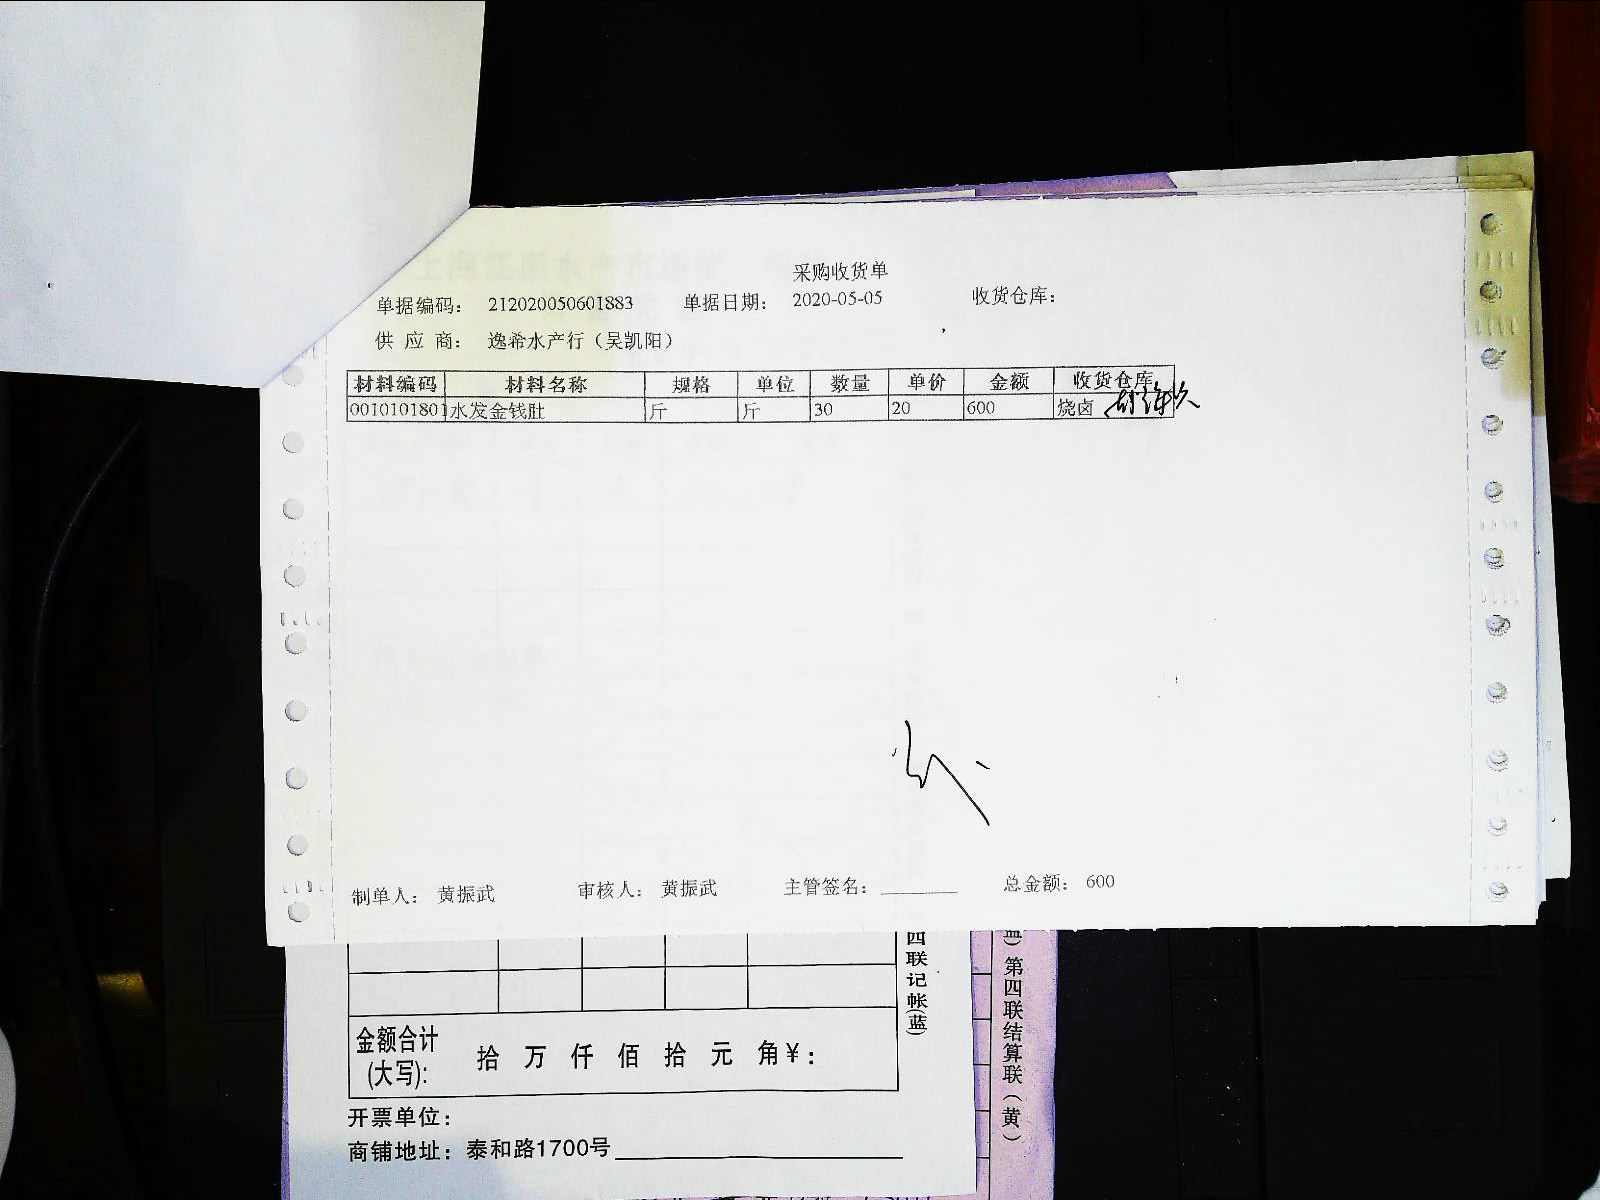 采购收货单
单据编码： 212020050601883 单据日期： 2020-05-05 收货仓库：
供 应 商： 逸希水产行（吴凯阳）
材料编码 材料名称 规格 单位 数量 单价 金额 收货仓库
001010180 水发金钱肚 斤 斤 30 20 600 烧卤
制单人： 黄振武 审核人： 黄振武 主管签名： 总金额： 600
四联记帐(蓝)
蓝）第四联结算联（黄）
金额合计
(大写): 拾 万 仟 佰 拾 元 角¥：
开票单位：
商铺地址：泰和路1700号